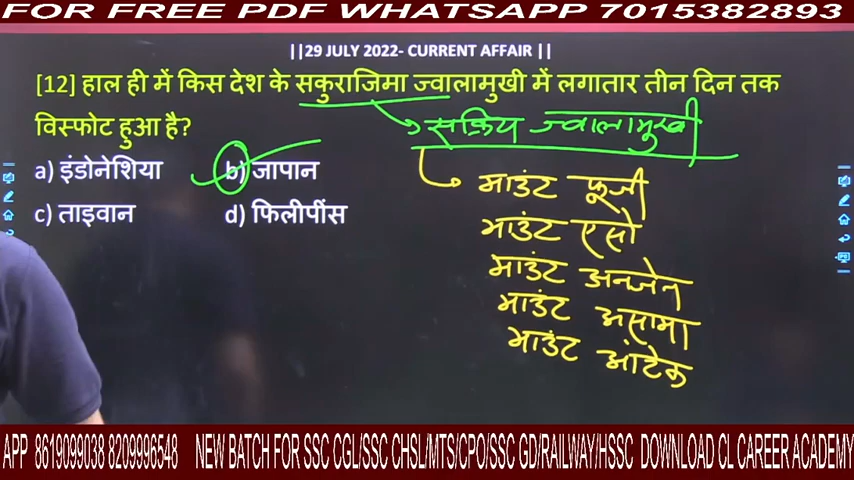 FOR FREE PDF WHATSAPP 7015382893
||29 JULY 2022- CURRENT AFFAIR ||
[12] हाल ही में किस देश के सकुराजिमा ज्वालामुखी में लगातार तीन दिन तक
विस्फोट हुआ है?
सक्रिय ज्वालामुखी
a) इंडोनेशिया
b) जापान
c) ताइवान
d) फिलीपींस
माउंट फूजी
माउंट एसो
माउंट अनजेन
माउंट असामा
माउंट ओंटेक
APP 8619099038 8209996548 NEW BATCH FOR SSC CGL/SSC CHSL/MTS/CPO/SSC GD/RAILWAY/HSSC DOWNLOAD CL CAREER ACADEMY